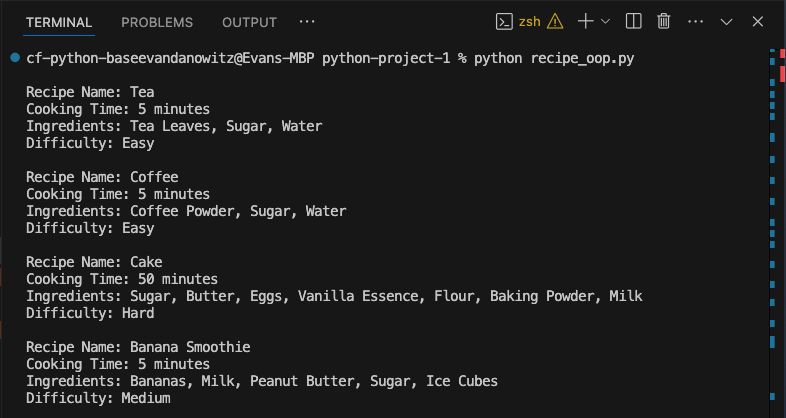 TERMINAL PROBLEMS OUTPUT ··· zsh ···
cf-python-baseevandanowitz@Evans-MBP python-project-1 % python recipe_oop.py
Recipe Name: Tea
Cooking Time: 5 minutes
Ingredients: Tea Leaves, Sugar, Water
Difficulty: Easy
Recipe Name: Coffee
Cooking Time: 5 minutes
Ingredients: Coffee Powder, Sugar, Water
Difficulty: Easy
Recipe Name: Cake
Cooking Time: 50 minutes
Ingredients: Sugar, Butter, Eggs, Vanilla Essence, Flour, Baking Powder, Milk
Difficulty: Hard
Recipe Name: Banana Smoothie
Cooking Time: 5 minutes
Ingredients: Bananas, Milk, Peanut Butter, Sugar, Ice Cubes
Difficulty: Medium